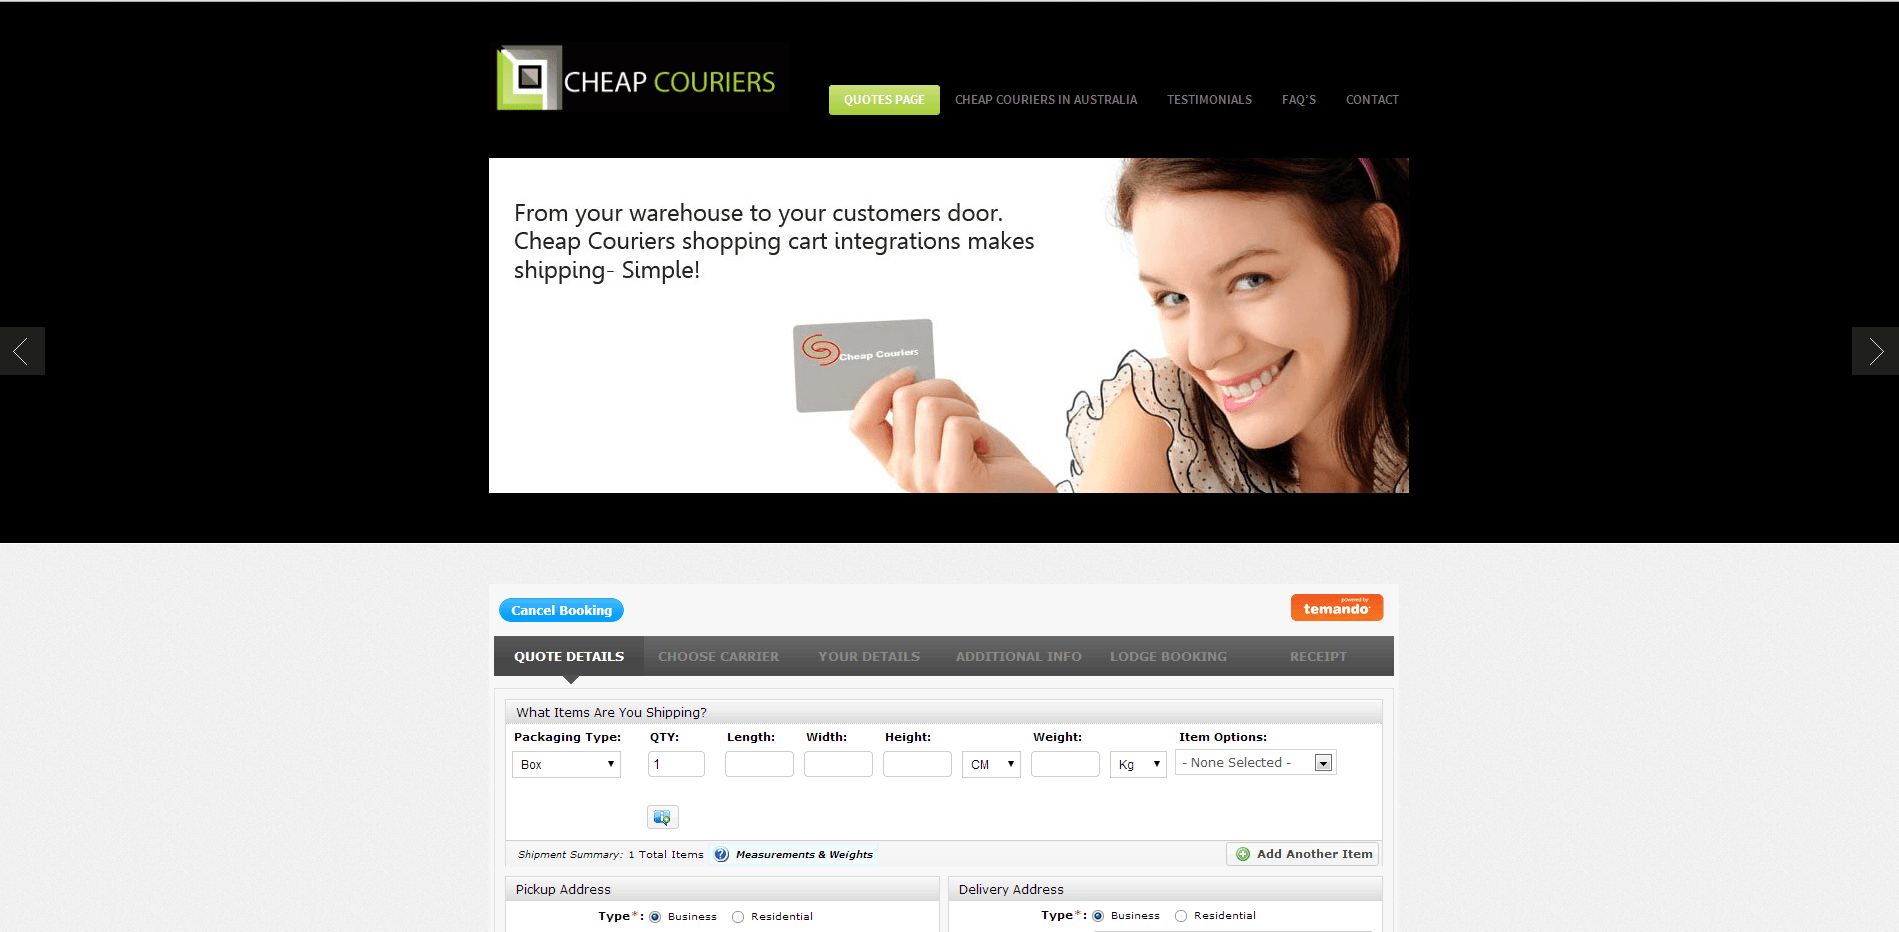 CHEAP COURIERS
QUOTES PAGE
CHEAP COURIERS IN AUSTRALIA
TESTIMONIALS
FAQ'S
CONTACT
From your warehouse to your customers door.
Cheap Couriers shopping cart integrations makes
shipping- Simple!
Cheap Couriers
Cancel Booking
powered by
temando
QUOTE DETAILS
CHOOSE CARRIER
YOUR DETAILS
ADDITIONAL INFO
LODGE BOOKING
RECEIPT
What Items Are You Shipping?
Packaging Type: QTY: Length: Width: Height: Weight: Item Options:
Box 1 CM Kg - None Selected -
Shipment Summary: 1 Total Items ? Measurements & Weights
Add Another Item
Pickup Address
Type*: Business Residential
Delivery Address
Type*: Business Residential